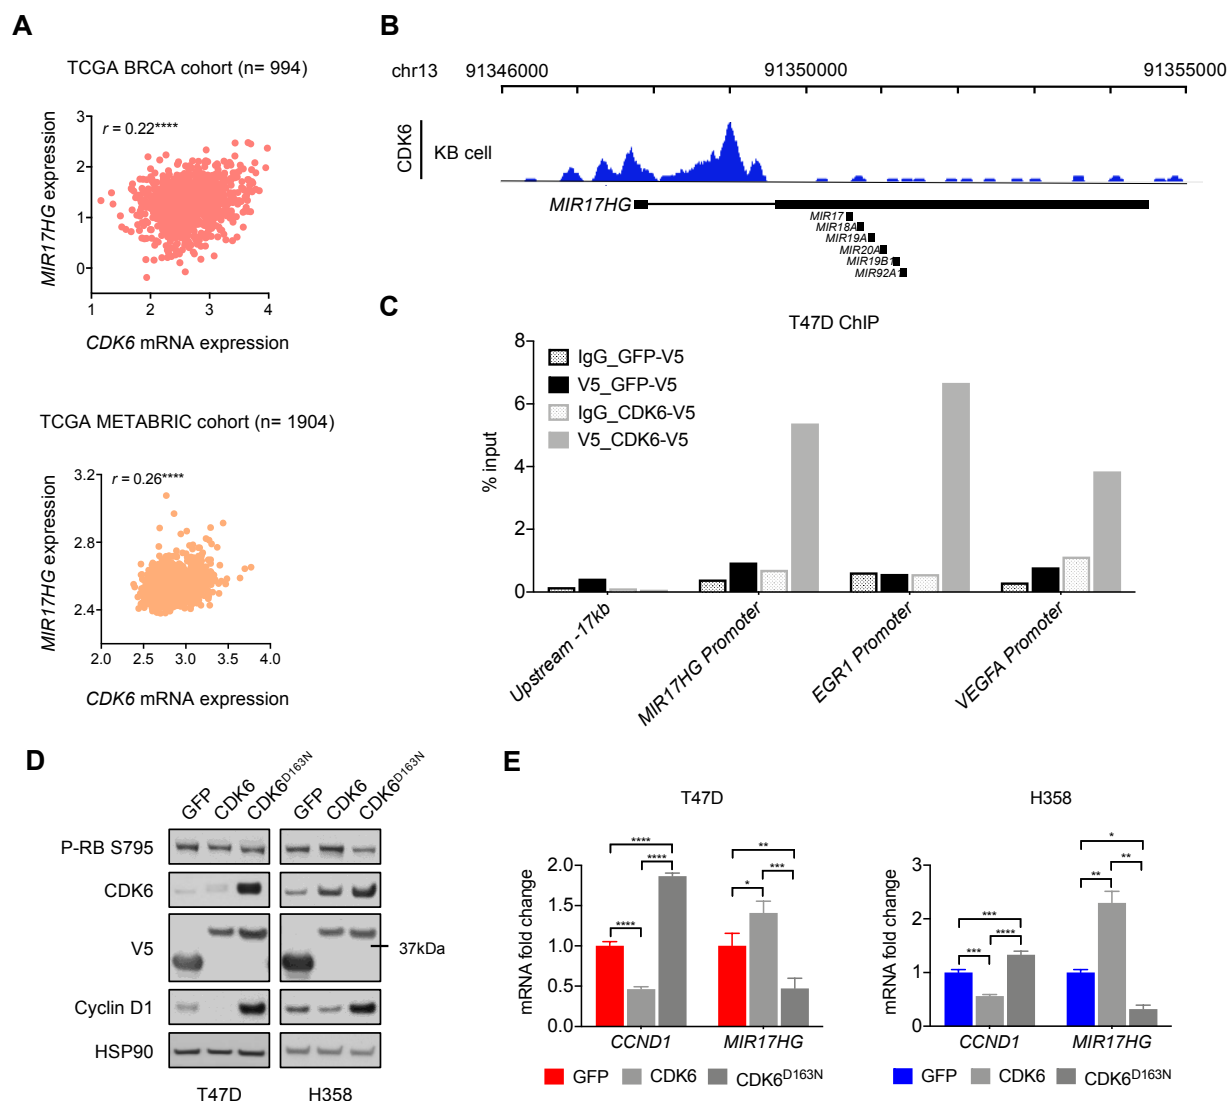 A
TCGA BRCA cohort (n= 994)
r = 0.22****
3
2
1
0
MIR17HG expression
1 2 3 4
CDK6 mRNA expression
TCGA METABRIC cohort (n= 1904)
r = 0.26****
3.2
2.8
2.4
MIR17HG expression
2.0 2.5 3.0 3.5 4.0
CDK6 mRNA expression
B
chr13 91346000 91350000 91355000
CDK6
KB cell
MIR17HG
MIR17
MIR18A
MIR19A
MIR20A
MIR19B1
MIR92A1
C
T47D ChIP
8
6
4
2
0
% input
IgG_GFP-V5
V5_GFP-V5
IgG_CDK6-V5
V5_CDK6-V5
Upstream -17kb
MIR17HG Promoter
EGR1 Promoter
VEGFA Promoter
D
GFP CDK6 CDK6D163N GFP CDK6 CDK6D163N
P-RB S795
CDK6
V5
37kDa
Cyclin D1
HSP90
T47D H358
E
T47D
mRNA fold change
2.0
1.5
1.0
0.5
0.0
**** **** ****
** *** *
CCND1 MIR17HG
GFP CDK6 CDK6D163N
H358
mRNA fold change
3
2
1
0
*** **** ***
* ** **
CCND1 MIR17HG
GFP CDK6 CDK6D163N